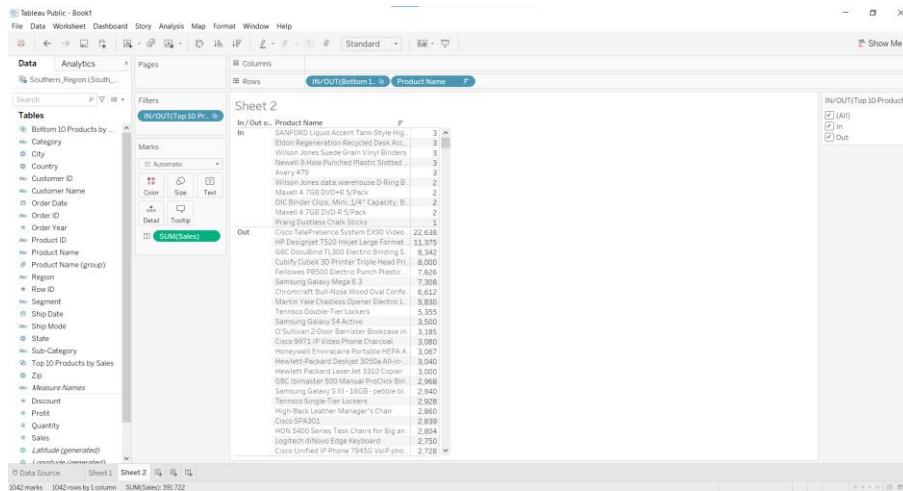 Tableau Public - Book1
File Data Worksheet Dashboard Story Analysis Map Format Window Help
Standard
Show Me
Data Analytics
Southern_Region (South_...
Search
Tables
Bottom 10 Products by ...
Category
City
Country
Customer ID
Customer Name
Order Date
Order ID
Order Year
Product ID
Product Name
Product Name (group)
Region
Row ID
Segment
Ship Date
Ship Mode
State
Sub-Category
Top 10 Products by Sales
Zip
Measure Names
Discount
Profit
Quantity
Sales
Latitude (generated)
Longitude (generated)
Pages
Filters
IN/OUT(Top 10 Pr..
Marks
Automatic
Color Size Text
Detail Tooltip
SUM(Sales)
Columns
Rows IN/OUT(Bottom 1.. Product Name
Sheet 2
In / Out o.. Product Name
In SANFORD Liquid Accent Tank-Style Hig.. 3
Eldon Regeneration Recycled Desk Acc.. 3
Wilson Jones Suede Grain Vinyl Binders 3
Newell 3-Hole Punched Plastic Slotted .. 3
Avery 479 3
Wilson Jones data.warehouse D-Ring B.. 2
Maxell 4.7GB DVD+R 5/Pack 2
OIC Binder Clips, Mini, 1/4" Capacity, B.. 2
Maxell 4.7GB DVD-R 5/Pack 2
Prang Dustless Chalk Sticks 1
Out Cisco TelePresence System EX90 Video.. 22,638
HP Designjet T520 Inkjet Large Format .. 11,375
GBC DocuBind TL300 Electric Binding S.. 8,342
Cubify CubeX 3D Printer Triple Head Pri.. 8,000
Fellowes PB500 Electric Punch Plastic .. 7,626
Samsung Galaxy Mega 6.3 7,308
Chromcraft Bull-Nose Wood Oval Confe.. 6,612
Martin Yale Chadless Opener Electric L.. 5,830
Tennsco Double-Tier Lockers 5,355
Samsung Galaxy S4 Active 3,500
O'Sullivan 2-Door Barrister Bookcase in.. 3,185
Cisco 9971 IP Video Phone Charcoal 3,080
Honeywell Enviracaire Portable HEPA A.. 3,067
Hewlett-Packard Deskjet 3050a All-in-.. 3,040
Hewlett Packard LaserJet 3310 Copier 3,000
GBC Ibimaster 500 Manual ProClick Bin.. 2,968
Samsung Galaxy S III - 16GB - pebble bl.. 2,940
Tennsco Single-Tier Lockers 2,928
High-Back Leather Manager's Chair 2,860
Cisco SPA301 2,839
HON 5400 Series Task Chairs for Big an.. 2,804
Logitech diNovo Edge Keyboard 2,750
Cisco Unified IP Phone 7945G VoIP pho.. 2,728
IN/OUT(Top 10 Product
(All)
In
Out
Data Source Sheet 1 Sheet 2
1042 marks 1042 rows by 1 column SUM(Sales): 391,722